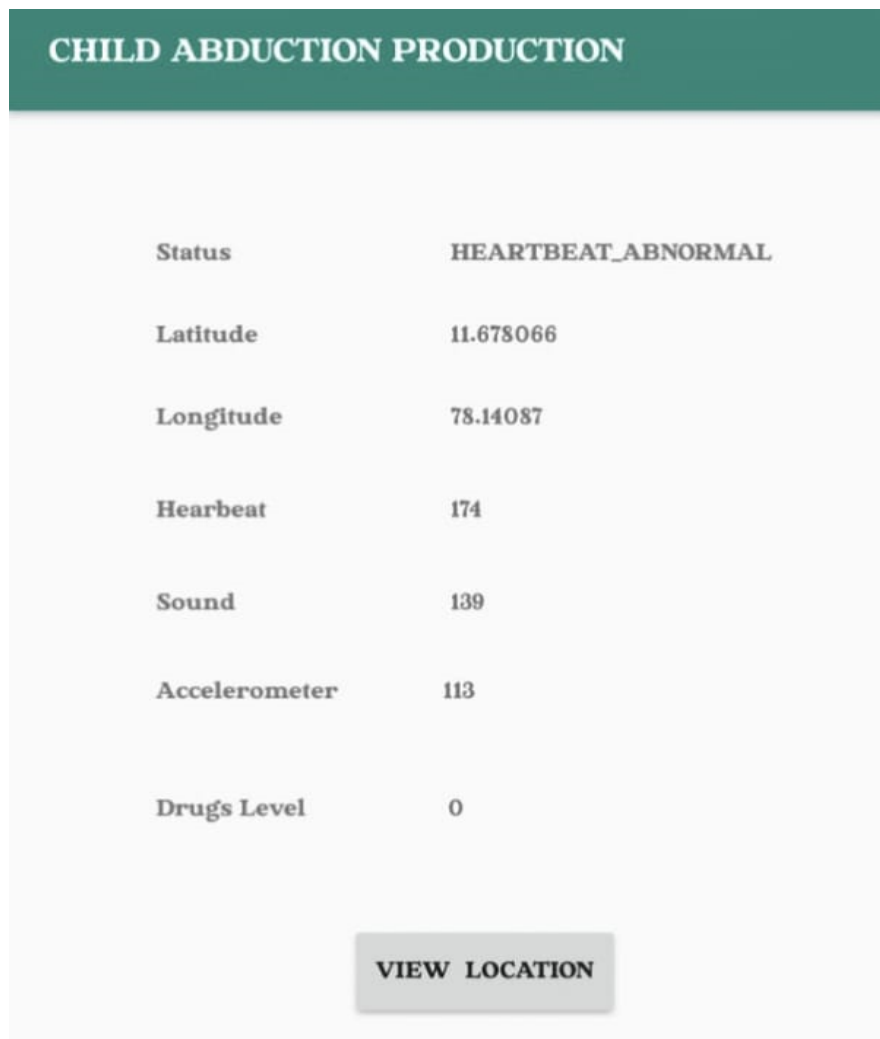 CHILD ABDUCTION PRODUCTION
Status HEARTBEAT_ABNORMAL
Latitude 11.678066
Longitude 78.14087
Hearbeat 174
Sound 139
Accelerometer 113
Drugs Level 0
VIEW LOCATION